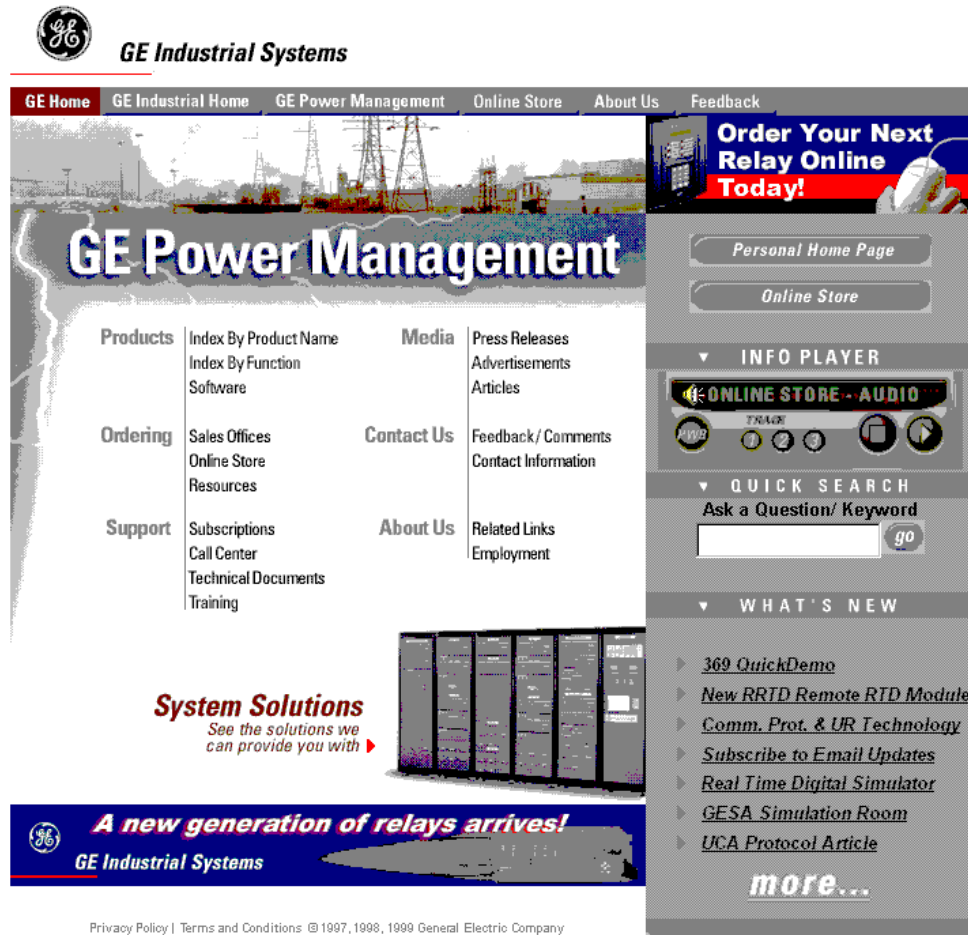 GE
GE Industrial Systems
GE Home GE Industrial Home GE Power Management Online Store About Us Feedback
Order Your Next
Relay Online
Today!
GE Power Management
Personal Home Page
Online Store
Products
Index By Product Name
Index By Function
Software
Media
Press Releases
Advertisements
Articles
Ordering
Sales Offices
Online Store
Resources
Contact Us
Feedback / Comments
Contact Information
Support
Subscriptions
Call Center
Technical Documents
Training
About Us
Related Links
Employment
System Solutions
See the solutions we
can provide you with
INFO PLAYER
ONLINE STORE - AUDIO
TRACK
PWR 1 2 3
QUICK SEARCH
Ask a Question/ Keyword
go
WHAT'S NEW
369 QuickDemo
New RRTD Remote RTD Module
Comm. Prot. & UR Technology
Subscribe to Email Updates
Real Time Digital Simulator
GESA Simulation Room
UCA Protocol Article
more...
A new generation of relays arrives!
GE
GE Industrial Systems
Privacy Policy | Terms and Conditions © 1997, 1998, 1999 General Electric Company